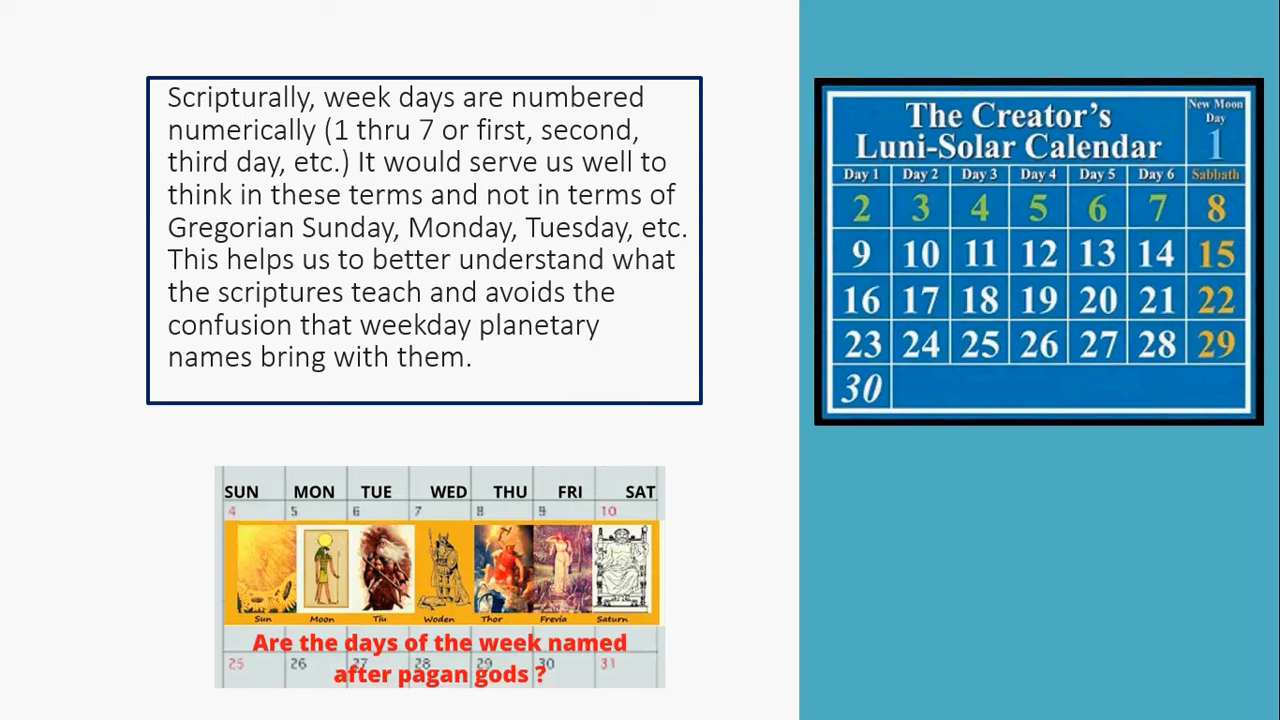 Scripturally, week days are numbered
numerically (1 thru 7 or first, second,
third day, etc.) It would serve us well to
think in these terms and not in terms of
Gregorian Sunday, Monday, Tuesday, etc.
This helps us to better understand what
the scriptures teach and avoids the
confusion that weekday planetary
names bring with them.
The Creator's
Luni-Solar Calendar
New Moon
Day
1
Day 1 Day 2 Day 3 Day 4 Day 5 Day 6 Sabbath
2 3 4 5 6 7 8
9 10 11 12 13 14 15
16 17 18 19 20 21 22
23 24 25 26 27 28 29
30
SUN MON TUE WED THU FRI SAT
4 5 6 7 8 9 10
Sun Moon Tiu Woden Thor Frevia Saturn
Are the days of the week named
25 26 27 28 29 30 31
after pagan gods ?